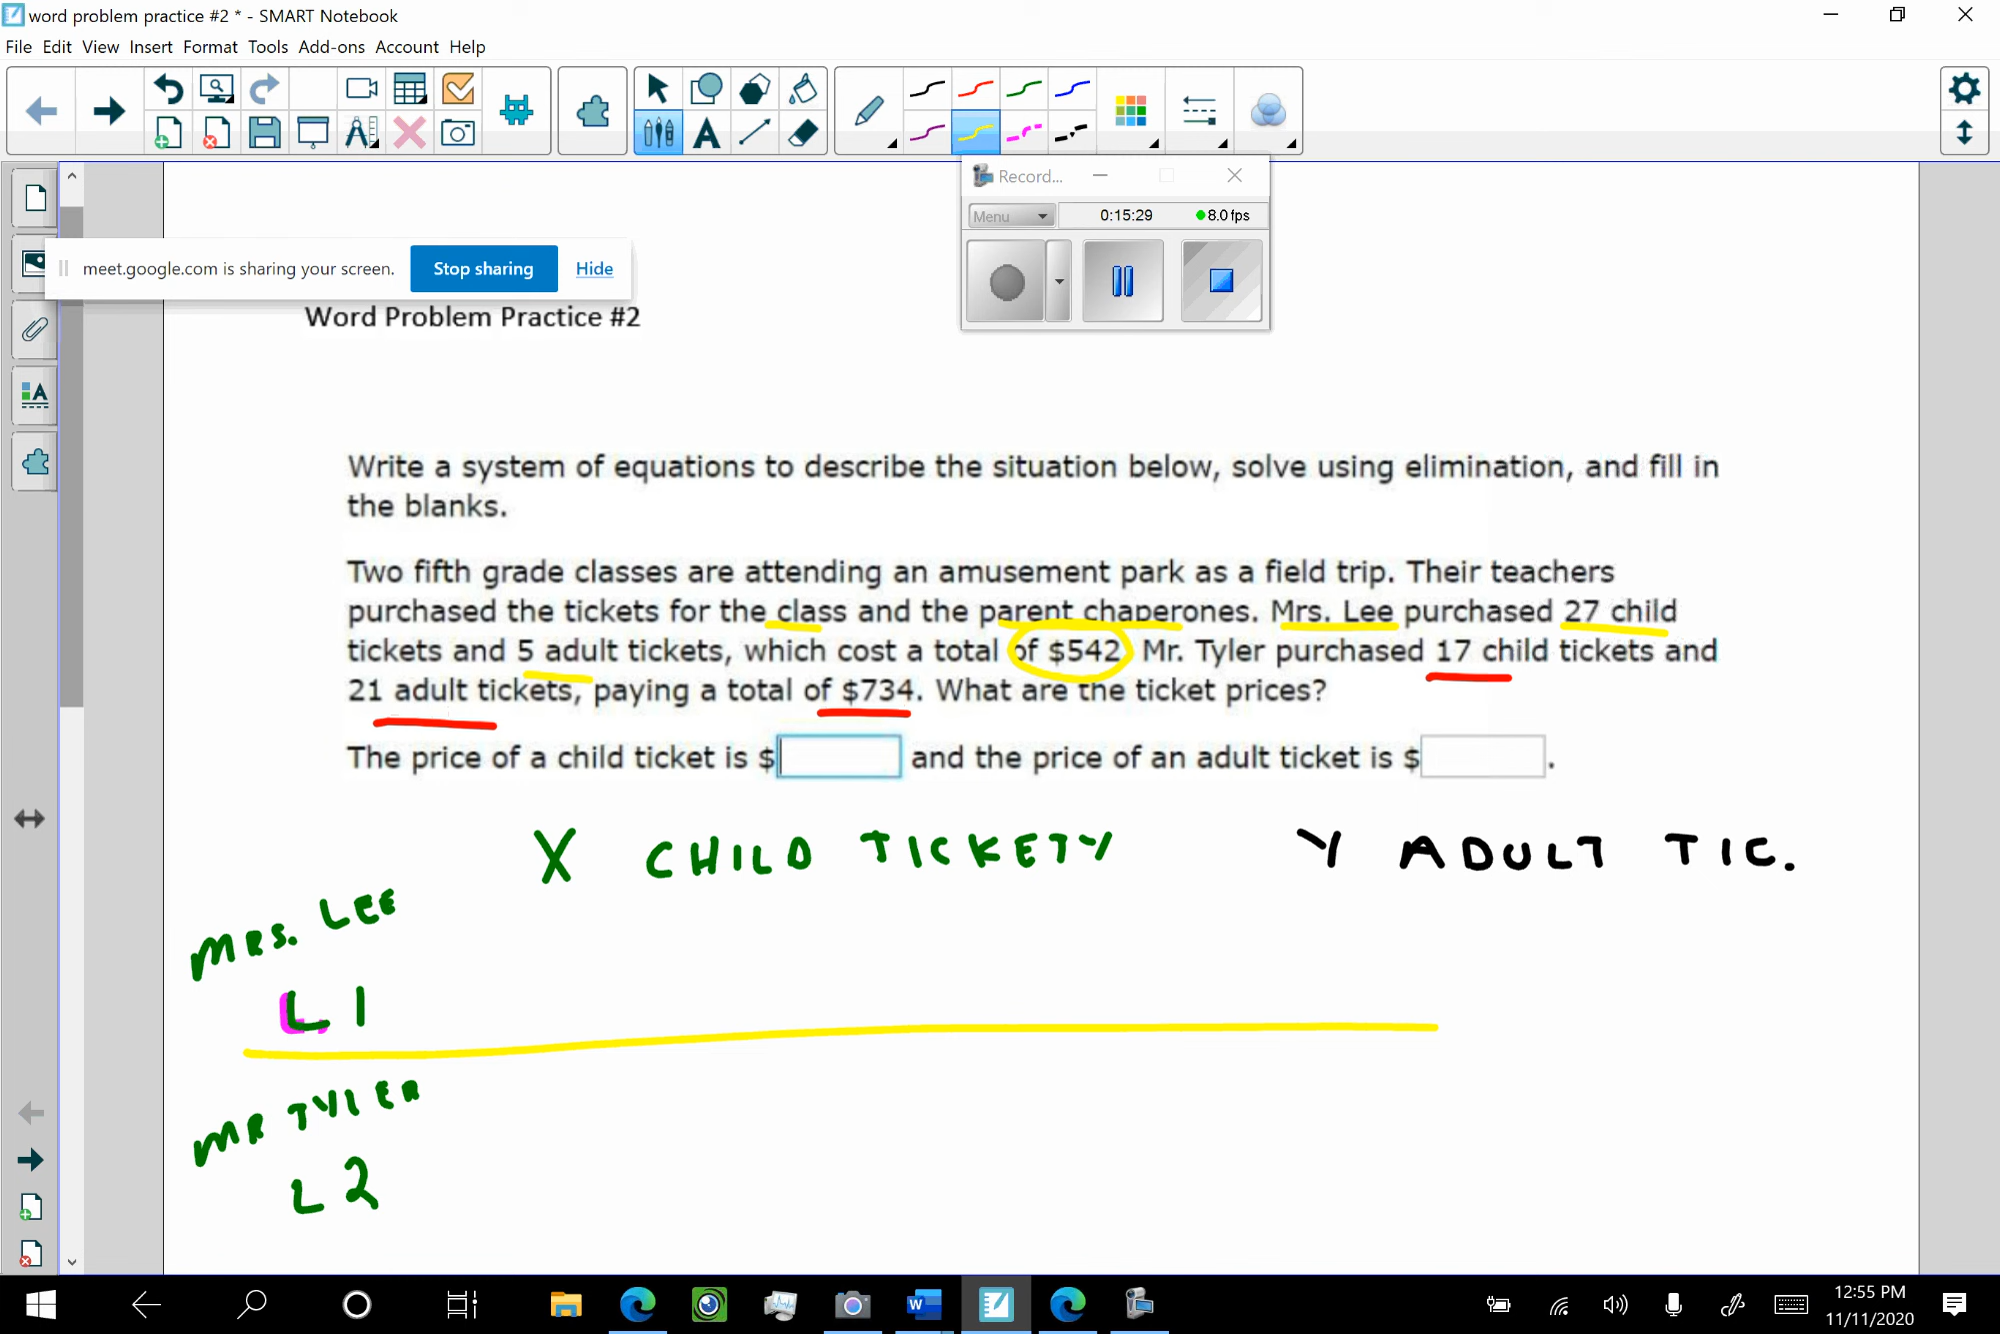 word problem practice #2 * - SMART Notebook
File Edit View Insert Format Tools Add-ons Account Help
Record...
Menu 0:15:29 8.0 fps
meet.google.com is sharing your screen. Stop sharing Hide
Word Problem Practice #2
Write a system of equations to describe the situation below, solve using elimination, and fill in
the blanks.
Two fifth grade classes are attending an amusement park as a field trip. Their teachers
purchased the tickets for the class and the parent chaperones. Mrs. Lee purchased 27 child
tickets and 5 adult tickets, which cost a total of $542. Mr. Tyler purchased 17 child tickets and
21 adult tickets, paying a total of $734. What are the ticket prices?
The price of a child ticket is $ and the price of an adult ticket is $ .
X CHILD TICKETY Y ADULT TIC.
MRS. LEE
L 1
MR TYLER
L 2
12:55 PM
11/11/2020